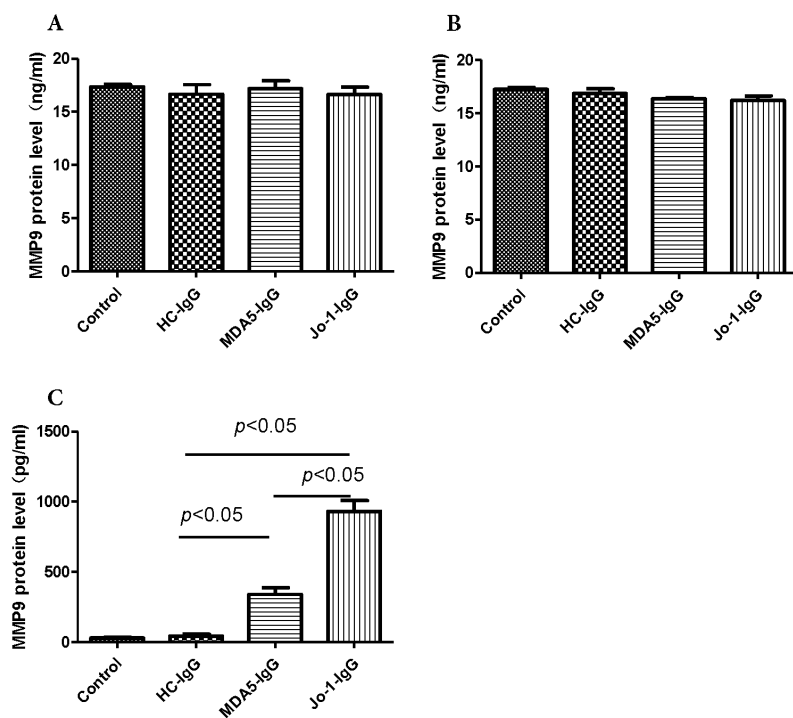 A
MMP9 protein level（ng/ml）
20
15
10
5
0
Control
HC-IgG
MDA5-IgG
Jo-1-IgG
B
MMP9 protein level（ng/ml）
20
15
10
5
0
Control
HC-IgG
MDA5-IgG
Jo-1-IgG
C
MMP9 protein level（pg/ml）
1500
1000
500
0
p<0.05
p<0.05
p<0.05
Control
HC-IgG
MDA5-IgG
Jo-1-IgG